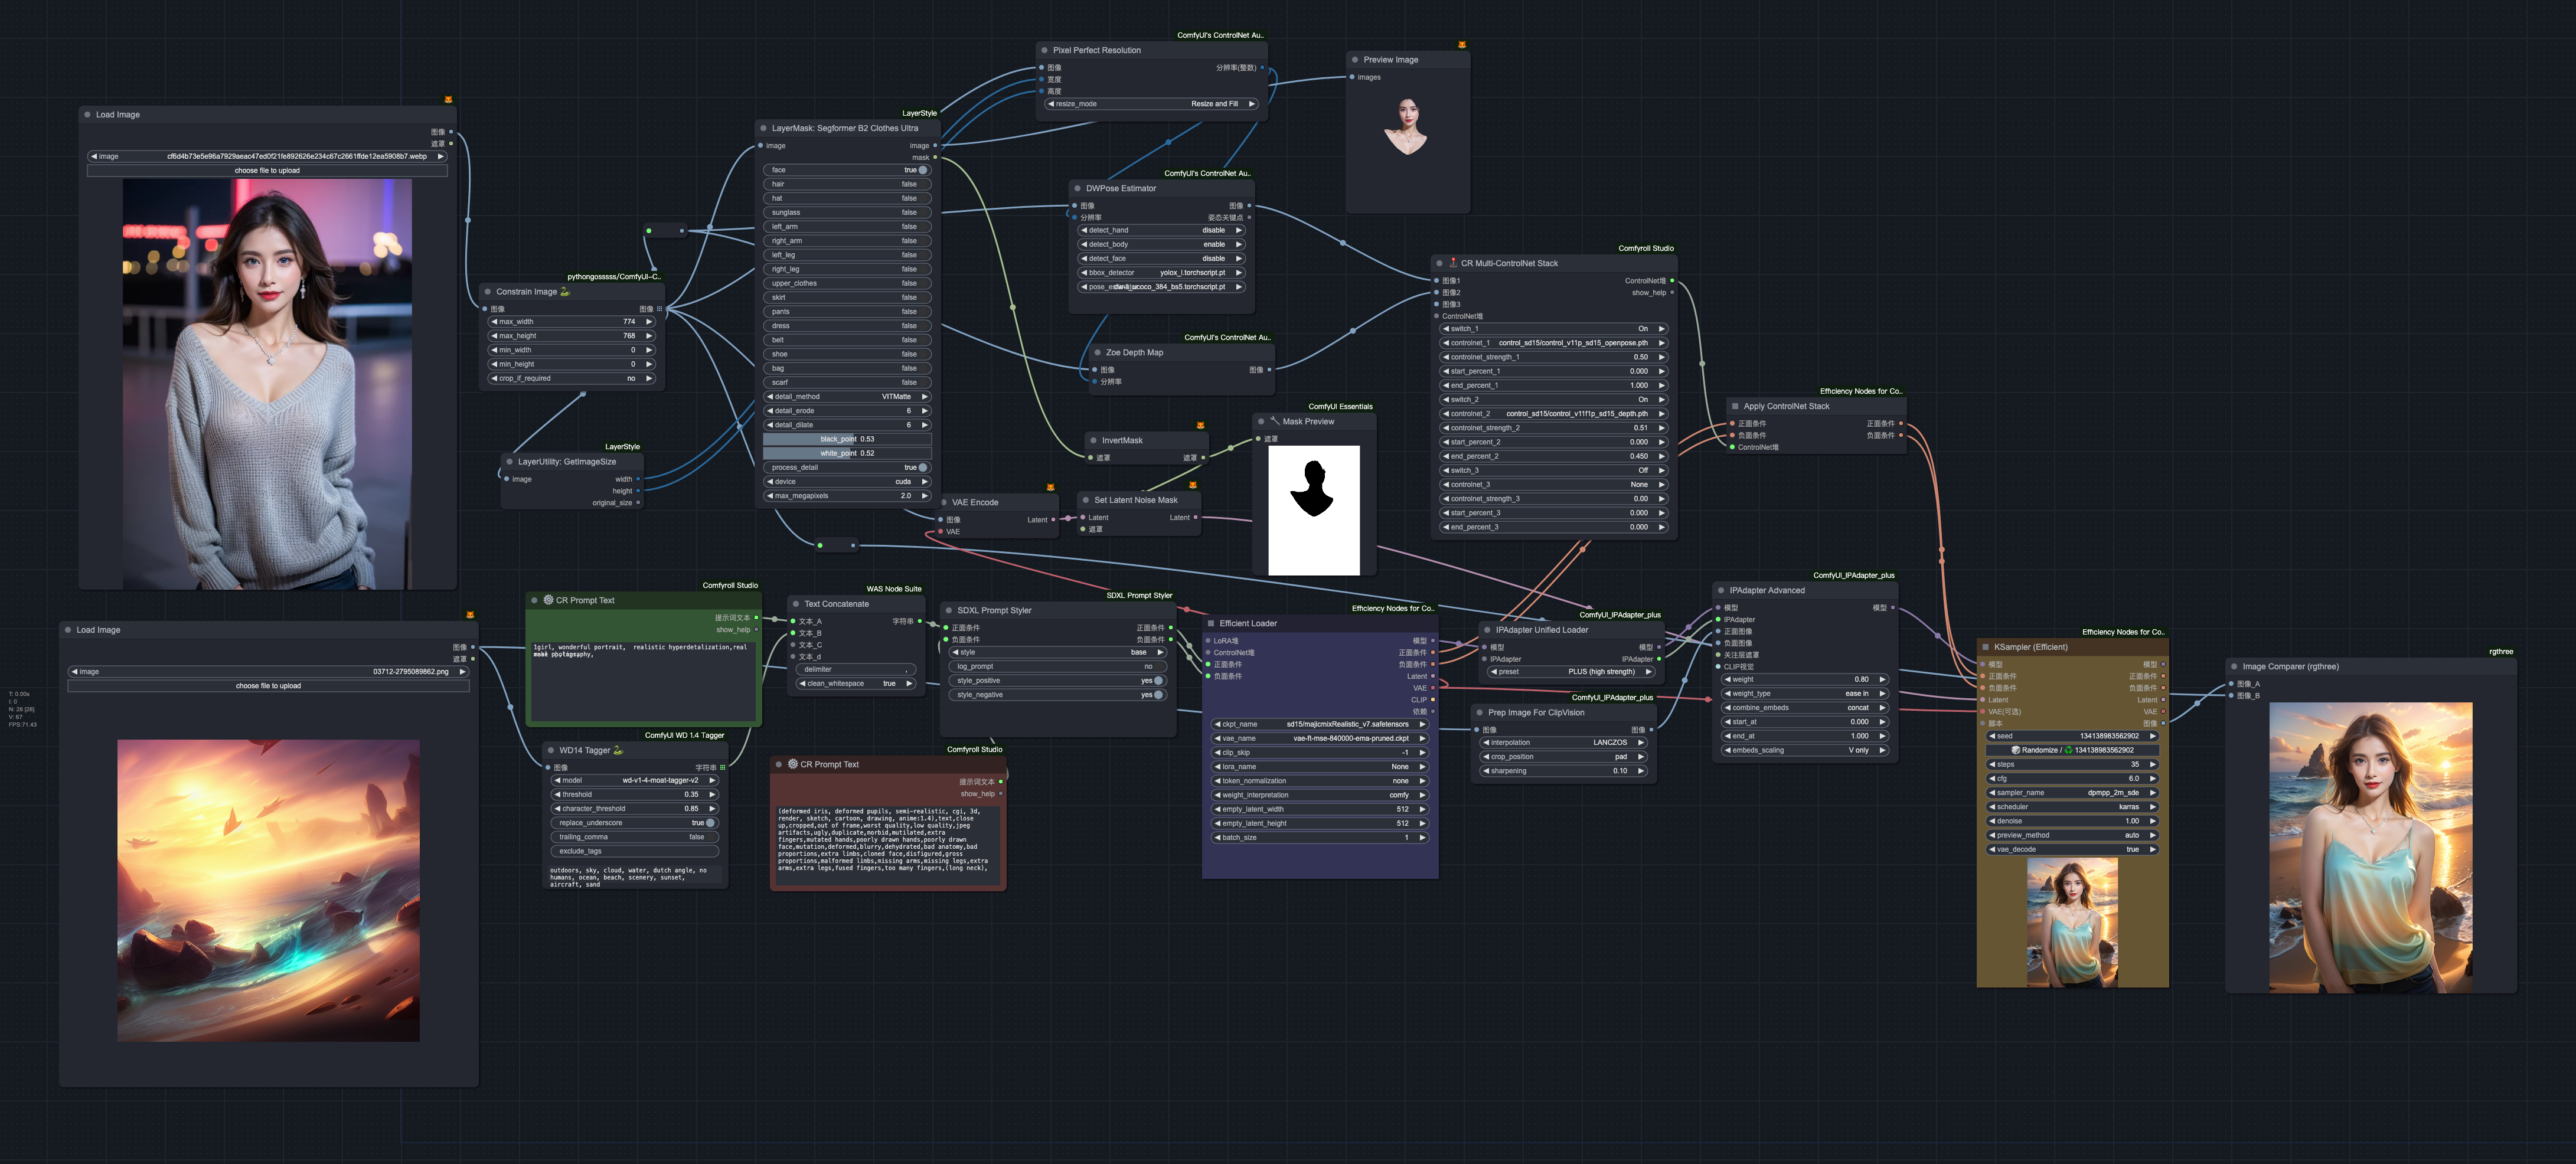 Load Image
图像
遮罩
image cf6d4b73e5e96a7929aeac47ed0f21fe892626e234c67c2661ffde12ea5908b7.webp
choose file to upload
pythongosssss/ComfyUI-C..
Constrain Image
图像 图像
max_width 774
max_height 768
min_width 0
min_height 0
crop_if_required no
LayerStyle
LayerUtility: GetImageSize
image width
height
original_size
LayerStyle
LayerMask: Segformer B2 Clothes Ultra
image image
mask
face true
hair false
hat false
sunglass false
left_arm false
right_arm false
left_leg false
right_leg false
upper_clothes false
skirt false
pants false
dress false
belt false
shoe false
bag false
scarf false
detail_method VITMatte
detail_erode 6
detail_dilate 6
black_point 0.53
white_point 0.52
process_detail true
device cuda
max_megapixels 2.0
ComfyUI's ControlNet Au..
Pixel Perfect Resolution
图像 分辨率(整数)
宽度
高度
resize_mode Resize and Fill
Preview Image
images
ComfyUI's ControlNet Au..
DWPose Estimator
图像 图像
分辨率 姿态关键点
detect_hand disable
detect_body enable
detect_face disable
bbox_detector yolox_l.torchscript.pt
ucoco_384_bs5.torchscript.pt
ComfyUI's ControlNet Au..
Zoe Depth Map
图像 图像
分辨率
InvertMask
遮罩 遮罩
ComfyUI Essentials
Mask Preview
遮罩
VAE Encode
图像 Latent
VAE
Set Latent Noise Mask
Latent Latent
遮罩
Comfyroll Studio
CR Multi-ControlNet Stack
图像1 ControlNet堆
图像2 show_help
图像3
ControlNet堆
switch_1 On
controlnet_1 control_sd15/control_v11p_sd15_openpose.pth
controlnet_strength_1 0.50
start_percent_1 0.000
end_percent_1 1.000
switch_2 On
controlnet_2 control_sd15/control_v11f1p_sd15_depth.pth
controlnet_strength_2 0.51
start_percent_2 0.000
end_percent_2 0.450
switch_3 Off
controlnet_3 None
controlnet_strength_3 0.00
start_percent_3 0.000
end_percent_3 0.000
Efficiency Nodes for Co..
Apply ControlNet Stack
正面条件 正面条件
负面条件 负面条件
ControlNet堆
Load Image
图像
遮罩
image 03712-2795089862.png
choose file to upload
T: 0.00s
I: 0
N: 28 [28]
V: 67
FPS:71.43
Comfyroll Studio
CR Prompt Text
提示词文本
show_help
1girl, wonderful portrait, realistic hyperdetalization,real
ComfyUI WD 1.4 Tagger
WD14 Tagger
图像 字符串
model wd-v1-4-moat-tagger-v2
threshold 0.35
character_threshold 0.85
replace_underscore true
trailing_comma false
exclude_tags
outdoors, sky, cloud, water, dutch angle, no
humans, ocean, beach, scenery, sunset,
aircraft, sand
WAS Node Suite
Text Concatenate
文本_A 字符串
文本_B
文本_C
文本_d
delimiter ,
clean_whitespace true
Comfyroll Studio
CR Prompt Text
提示词文本
show_help
(deformed iris, deformed pupils, semi-realistic, cgi, 3d,
render, sketch, cartoon, drawing, anime:1.4),text,close
up,cropped,out of frame,worst quality,low quality,jpeg
artifacts,ugly,duplicate,morbid,mutilated,extra
fingers,mutated hands,poorly drawn hands,poorly drawn
face,mutation,deformed,blurry,dehydrated,bad anatomy,bad
proportions,extra limbs,cloned face,disfigured,gross
proportions,malformed limbs,missing arms,missing legs,extra
arms,extra legs,fused fingers,too many fingers,(long neck),
SDXL Prompt Styler
SDXL Prompt Styler
正面条件 正面条件
负面条件 负面条件
style base
log_prompt no
style_positive yes
style_negative yes
Efficiency Nodes for Co..
Efficient Loader
LoRA堆 模型
ControlNet堆 正面条件
正面条件 负面条件
负面条件 Latent
VAE
CLIP
依赖
ckpt_name sd15/majicmixRealistic_v7.safetensors
vae_name vae-ft-mse-840000-ema-pruned.ckpt
clip_skip -1
lora_name None
token_normalization none
weight_interpretation comfy
empty_latent_width 512
empty_latent_height 512
batch_size 1
ComfyUI_IPAdapter_plus
IPAdapter Unified Loader
模型 模型
IPAdapter IPAdapter
preset PLUS (high strength)
ComfyUI_IPAdapter_plus
Prep Image For ClipVision
图像 图像
interpolation LANCZOS
crop_position pad
sharpening 0.10
ComfyUI_IPAdapter_plus
IPAdapter Advanced
模型 模型
IPAdapter
正面图像
负面图像
关注层遮罩
CLIP视觉
weight 0.80
weight_type ease in
combine_embeds concat
start_at 0.000
end_at 1.000
embeds_scaling V only
Efficiency Nodes for Co..
KSampler (Efficient)
模型 模型
正面条件 正面条件
负面条件 负面条件
Latent Latent
VAE(可选) VAE
脚本 图像
seed 134138983562902
Randomize / 134138983562902
steps 35
cfg 6.0
sampler_name dpmpp_2m_sde
scheduler karras
denoise 1.00
preview_method auto
vae_decode true
rgthree
Image Comparer (rgthree)
图像_A
图像_B